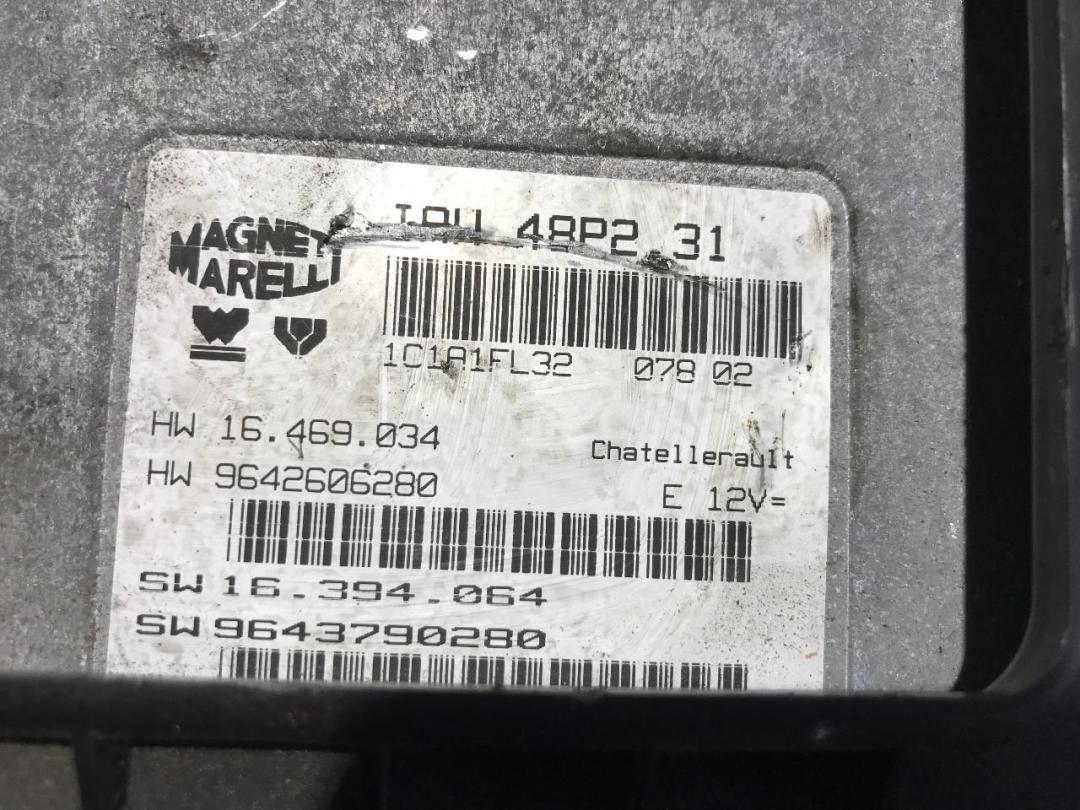 MAGNETI
MARELLI
IAW 48P2.31
1C1A1FL32 078 02
HW 16.469.034
Chatellerault
HW 9642606280
E 12V=
SW 16.394.064
SW 9643790280